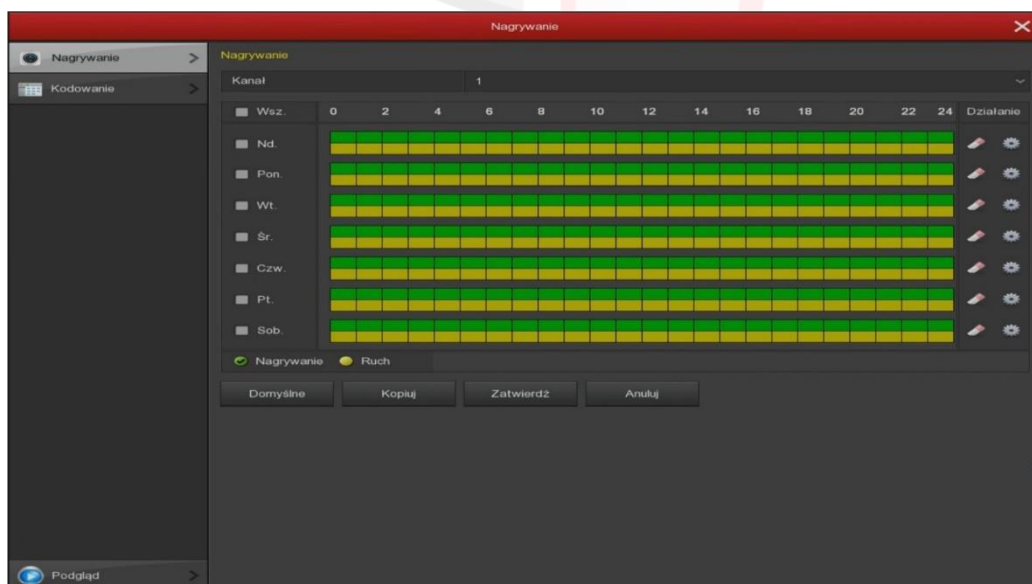 Nagrywanie
Nagrywanie
Nagrywanie
Kanał 1
Kodowanie
Wsz. 0 2 4 6 8 10 12 14 16 18 20 22 24 Działanie
Nd.
Pon.
Wt.
Śr.
Czw.
Pt.
Sob.
Nagrywanie Ruch
Domyślne Kopiuj Zatwierdź Anuluj
Podgląd